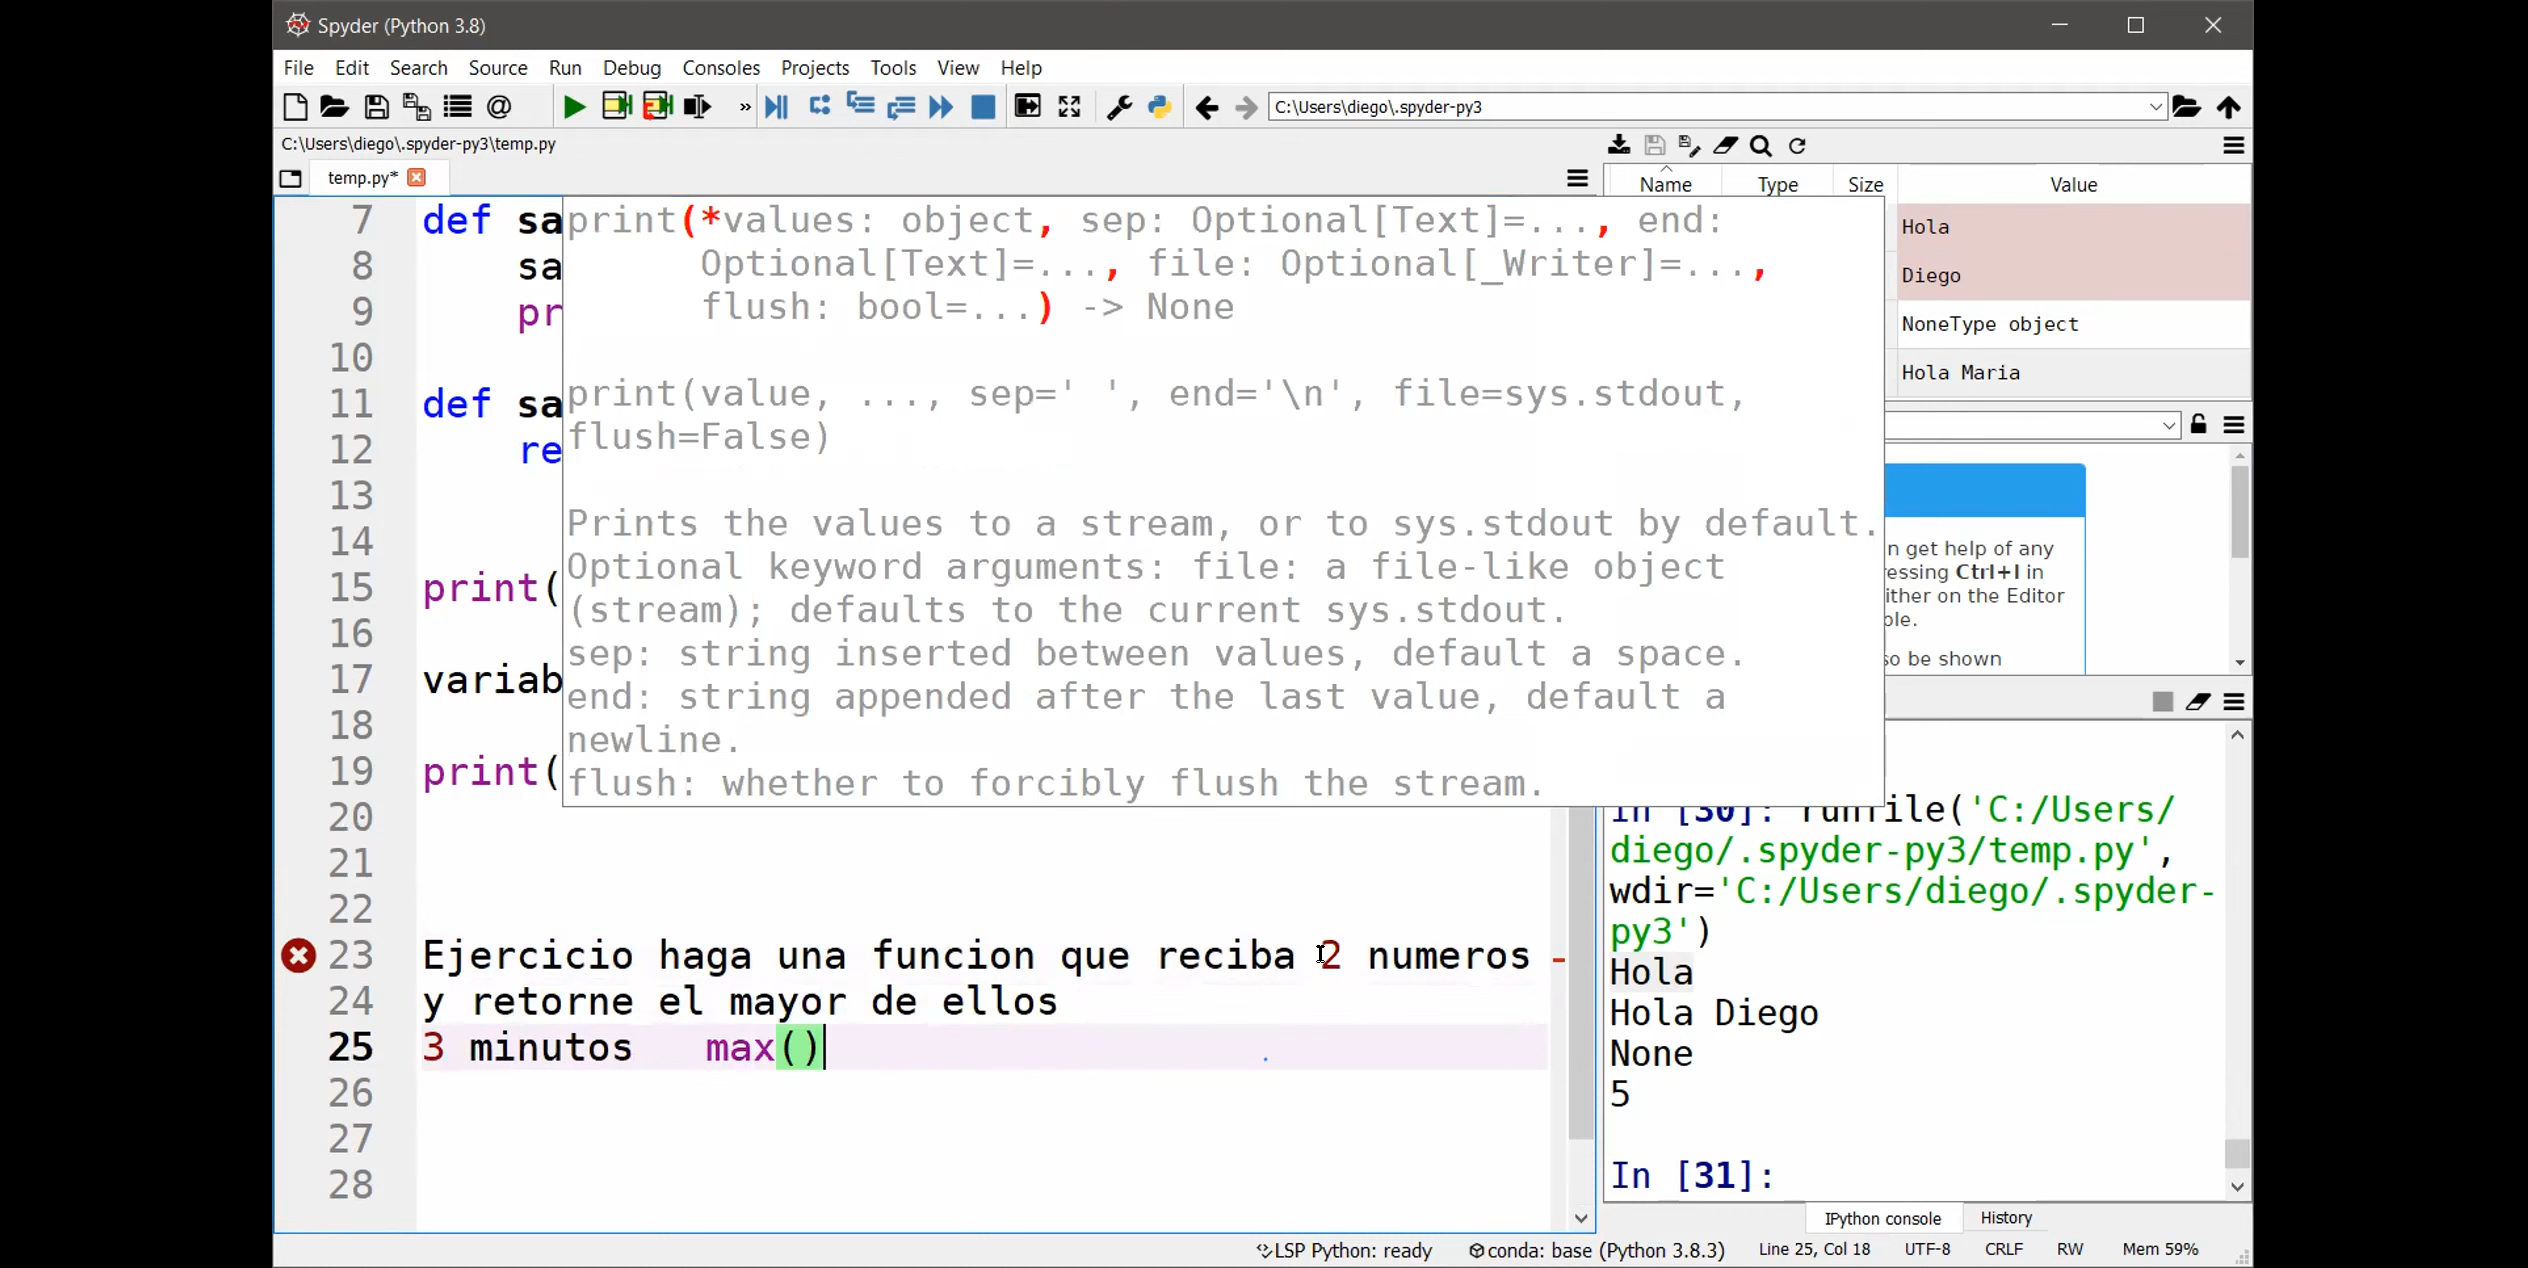 Spyder (Python 3.8)
File Edit Search Source Run Debug Consoles Projects Tools View Help
C:\Users\diego\.spyder-py3
C:\Users\diego\.spyder-py3\temp.py
temp.py*
Name Type Size Value
7 def sa
8 sa
9 pr
10
11 def sa
12 re
13
14
15 print(
16
17 variab
18
19 print(
20
21
22
23 Ejercicio haga una funcion que reciba 2 numeros
24 y retorne el mayor de ellos
25 3 minutos max()
26
27
28
print(*values: object, sep: Optional[Text]=..., end:
Optional[Text]=..., file: Optional[_Writer]=...,
flush: bool=...) -> None
print(value, ..., sep=' ', end='\n', file=sys.stdout,
flush=False)
Prints the values to a stream, or to sys.stdout by default.
Optional keyword arguments: file: a file-like object
(stream); defaults to the current sys.stdout.
sep: string inserted between values, default a space.
end: string appended after the last value, default a
newline.
flush: whether to forcibly flush the stream.
Hola
Diego
NoneType object
Hola Maria
n get help of any
essing Ctrl+I in
ither on the Editor
ole.
so be shown
In [30]: runfile('C:/Users/
diego/.spyder-py3/temp.py',
wdir='C:/Users/diego/.spyder-
py3')
Hola
Hola Diego
None
5
In [31]:
IPython console History
LSP Python: ready conda: base (Python 3.8.3) Line 25, Col 18 UTF-8 CRLF RW Mem 59%